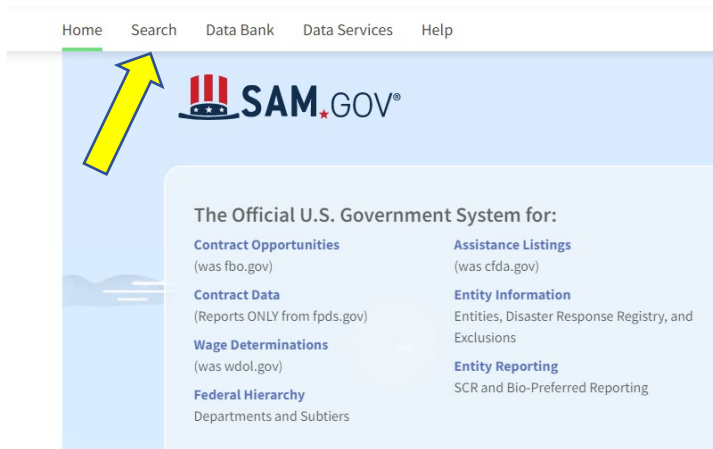 Home Search Data Bank Data Services Help
SAM.GOV®
The Official U.S. Government System for:
Contract Opportunities
(was fbo.gov)
Contract Data
(Reports ONLY from fpds.gov)
Wage Determinations
(was wdol.gov)
Federal Hierarchy
Departments and Subtiers
Assistance Listings
(was cfda.gov)
Entity Information
Entities, Disaster Response Registry, and
Exclusions
Entity Reporting
SCR and Bio-Preferred Reporting